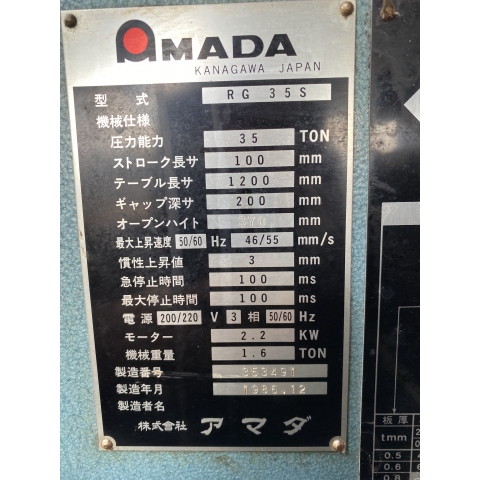 AMADA
KANAGAWA JAPAN
型式 RG 35S
機械仕様
圧力能力 35 TON
ストローク長サ 100 mm
テーブル長サ 1200 mm
ギャップ深サ 200 mm
オープンハイト 370 mm
最大上昇速度 50/60 Hz 46/55 mm/s
慣性上昇値 3 mm
急停止時間 100 ms
最大停止時間 100 ms
電源 200/220 V 3 相 50/60 Hz
モーター 2.2 KW
機械重量 1.6 TON
製造番号 353491
製造年月 1986.12
製造者名
株式会社 アマダ
板厚
tmm
0.5
0.6
0.8